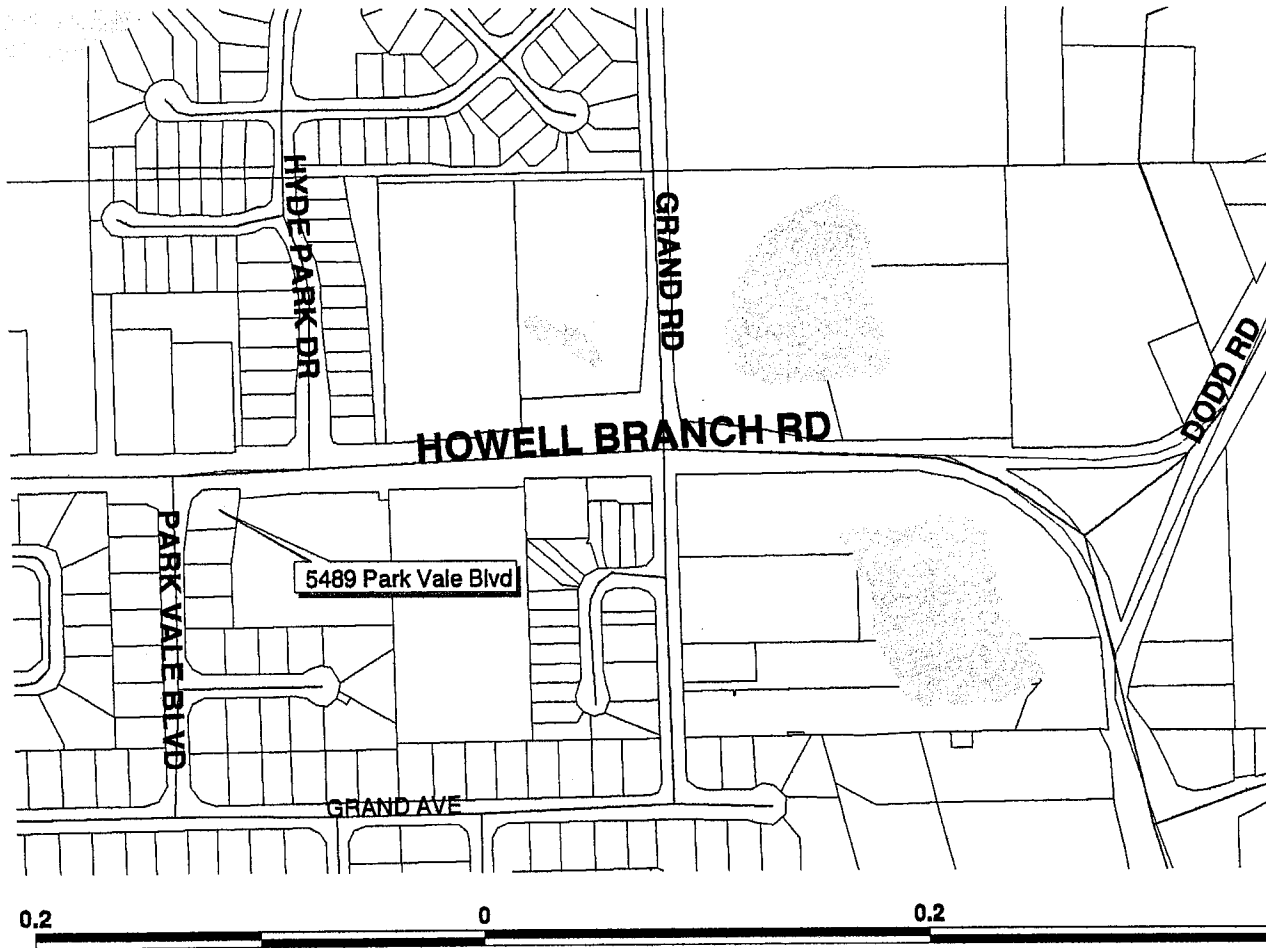 HYDE PARK DR
GRAND RD
DODD RD
HOWELL BRANCH RD
PARK VALE BLVD
5489 Park Vale Blvd
GRAND AVE
0.2 0 0.2